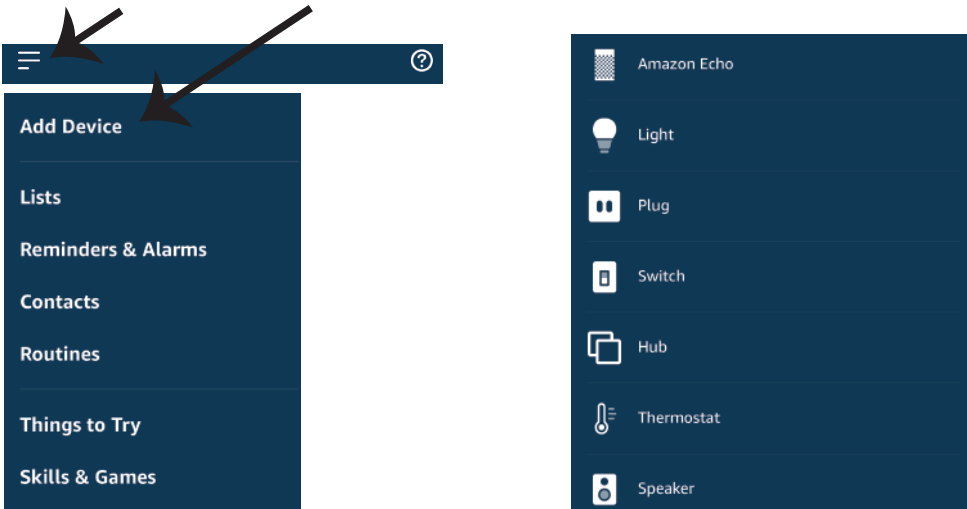 ?
Add Device
Lists
Reminders & Alarms
Contacts
Routines
Things to Try
Skills & Games
Amazon Echo
Light
Plug
Switch
Hub
Thermostat
Speaker